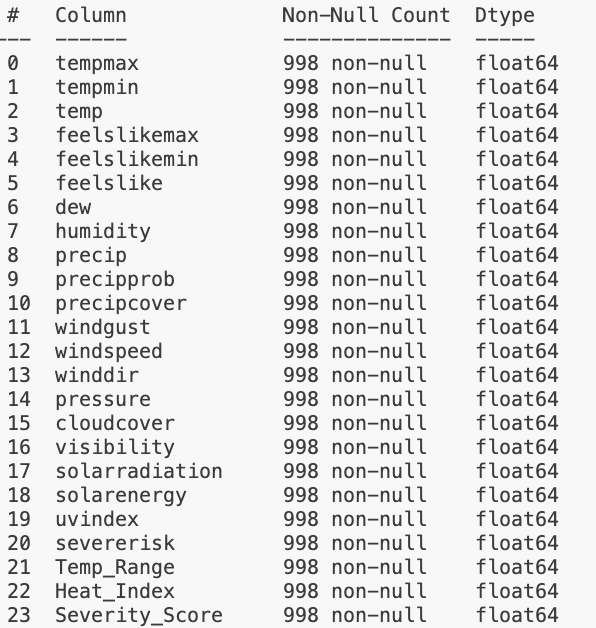 #   Column          Non-Null Count  Dtype
---  ------          --------------  -----
0   tempmax         998 non-null    float64
1   tempmin         998 non-null    float64
2   temp            998 non-null    float64
3   feelslikemax    998 non-null    float64
4   feelslikemin    998 non-null    float64
5   feelslike       998 non-null    float64
6   dew             998 non-null    float64
7   humidity        998 non-null    float64
8   precip          998 non-null    float64
9   precipprob      998 non-null    float64
10  precipcover     998 non-null    float64
11  windgust        998 non-null    float64
12  windspeed       998 non-null    float64
13  winddir         998 non-null    float64
14  pressure        998 non-null    float64
15  cloudcover      998 non-null    float64
16  visibility      998 non-null    float64
17  solarradiation  998 non-null    float64
18  solarenergy     998 non-null    float64
19  uvindex         998 non-null    float64
20  severerisk      998 non-null    float64
21  Temp_Range      998 non-null    float64
22  Heat_Index      998 non-null    float64
23  Severity_Score  998 non-null    float64